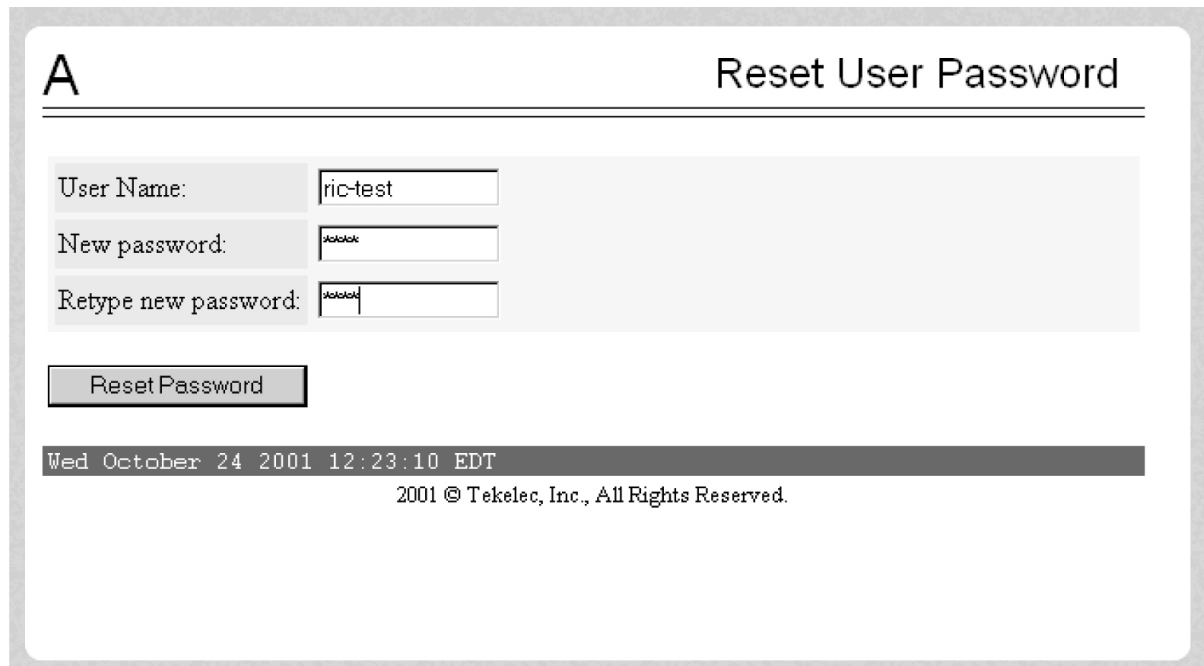 A
Reset User Password
User Name: ric-test
New password: ****
Retype new password: ****
Reset Password
Wed October 24 2001 12:23:10 EDT
2001 © Tekelec, Inc., All Rights Reserved.